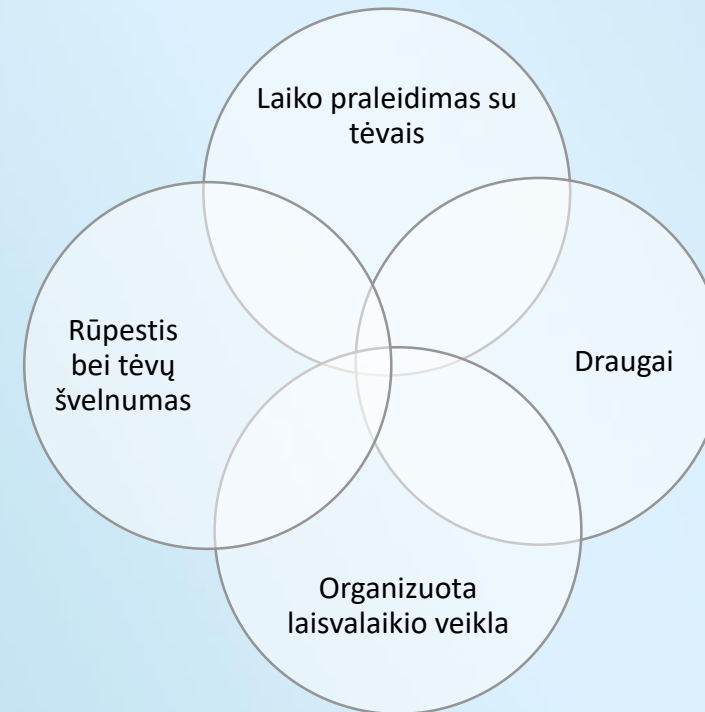 Laiko praleidimas su
tėvais
Rūpestis
bei tėvų
švelnumas
Draugai
Organizuota
laisvalaikio veikla